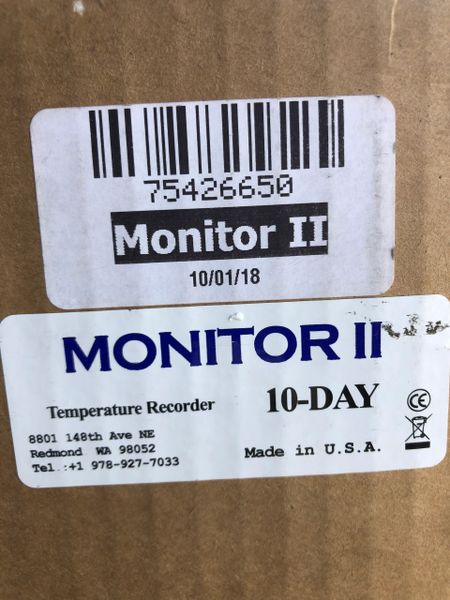 75426650
Monitor II
10/01/18
MONITOR II
Temperature Recorder 10-DAY
8801 148th Ave NE
Redmond WA 98052
Tel.:+1 978-927-7033
Made in U.S.A.
CE